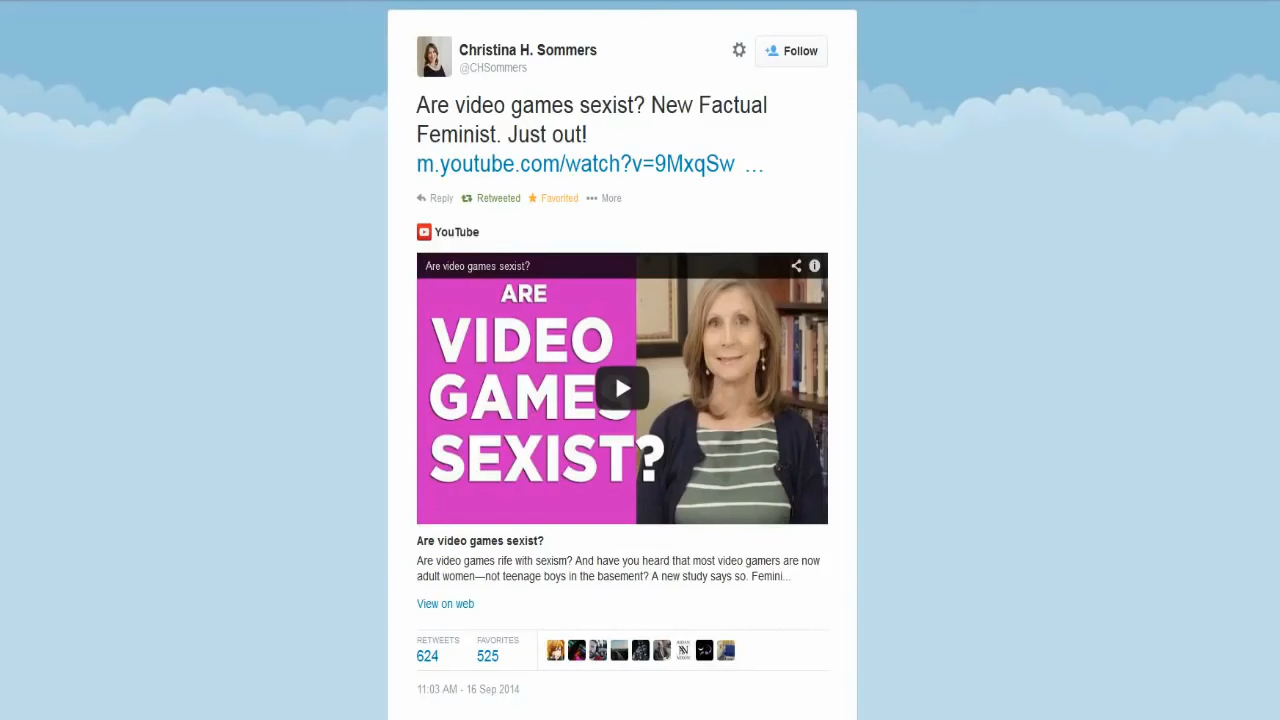 Christina H. Sommers
@CHSommers
Follow
Are video games sexist? New Factual
Feminist. Just out!
m.youtube.com/watch?v=9MxqSw ...
Reply Retweeted Favorited More
YouTube
Are video games sexist?
ARE
VIDEO
GAMES
SEXIST?
Are video games sexist?
Are video games rife with sexism? And have you heard that most video gamers are now
adult women—not teenage boys in the basement? A new study says so. Femini...
View on web
RETWEETS FAVORITES
624 525
11:03 AM - 16 Sep 2014